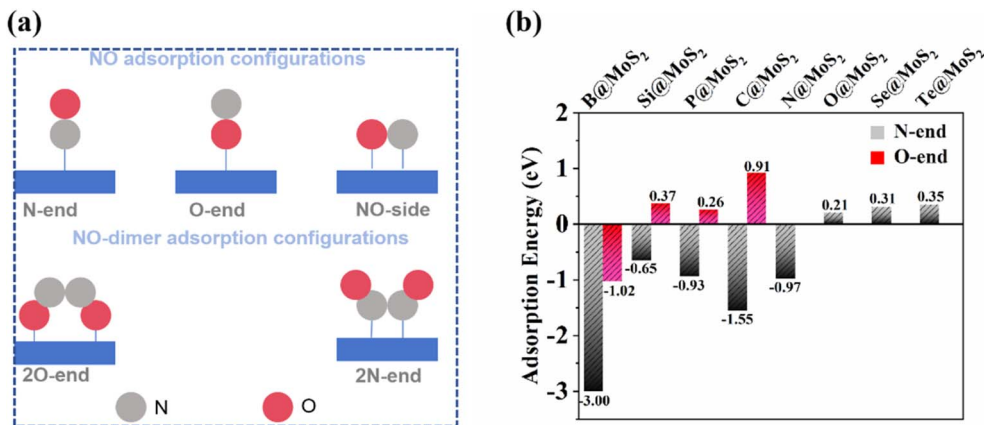 (a)
NO adsorption configurations
N-end
O-end
NO-side
NO-dimer adsorption configurations
2O-end
2N-end
N
O
(b)
B@MoS₂
Si@MoS₂
P@MoS₂
C@MoS₂
N@MoS₂
O@MoS₂
Se@MoS₂
Te@MoS₂
Adsorption Energy (eV)
2
1
0
-1
-2
-3
N-end
O-end
-3.00
-1.02
-0.65
0.37
-0.93
0.26
-1.55
0.91
-0.97
0.21
0.31
0.35